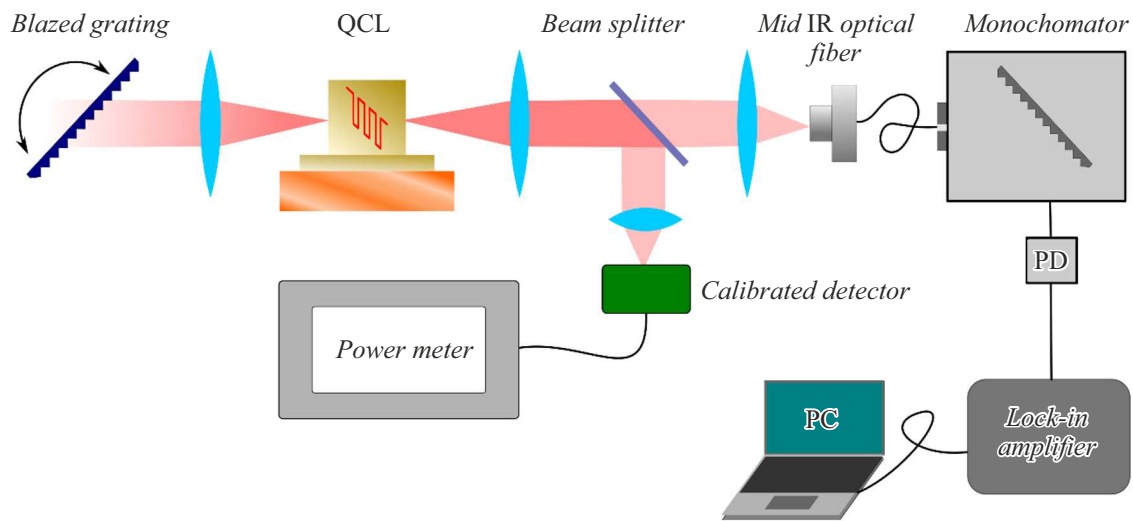 Blazed grating
QCL
Beam splitter
Mid IR optical
fiber
Monochomator
PD
Calibrated detector
Power meter
PC
Lock-in
amplifier